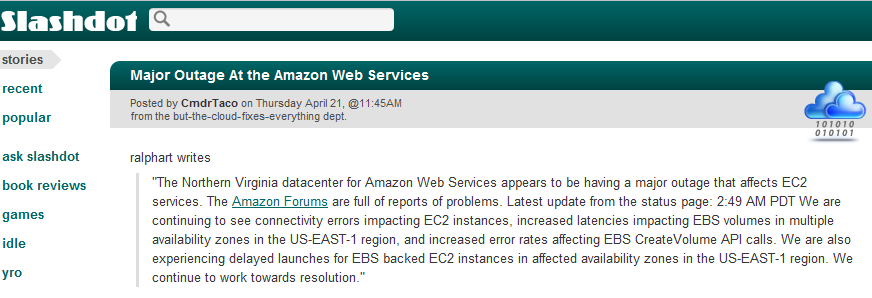 Slashdot
stories
recent
popular
ask slashdot
book reviews
games
idle
yro
Major Outage At the Amazon Web Services
Posted by CmdrTaco on Thursday April 21, @11:45AM
from the but-the-cloud-fixes-everything dept.
101010
010101
ralphart writes
"The Northern Virginia datacenter for Amazon Web Services appears to be having a major outage that affects EC2
services. The Amazon Forums are full of reports of problems. Latest update from the status page: 2:49 AM PDT We are
continuing to see connectivity errors impacting EC2 instances, increased latencies impacting EBS volumes in multiple
availability zones in the US-EAST-1 region, and increased error rates affecting EBS CreateVolume API calls. We are also
experiencing delayed launches for EBS backed EC2 instances in affected availability zones in the US-EAST-1 region. We
continue to work towards resolution."